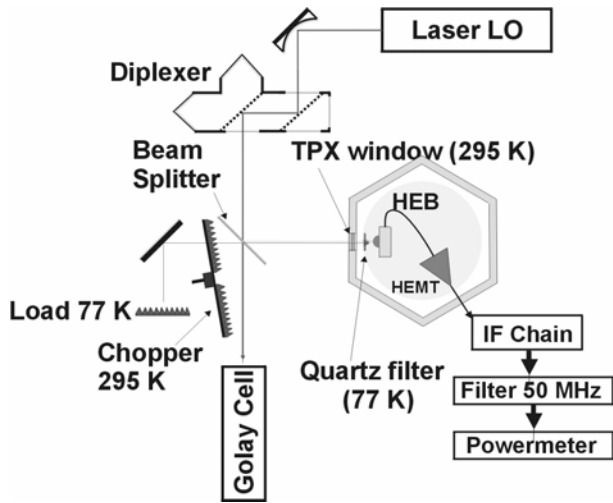 Laser LO
Diplexer
Beam
Splitter
TPX window (295 K)
HEB
HEMT
Load 77 K
Chopper
295 K
Golay Cell
Quartz filter
(77 K)
IF Chain
Filter 50 MHz
Powermeter